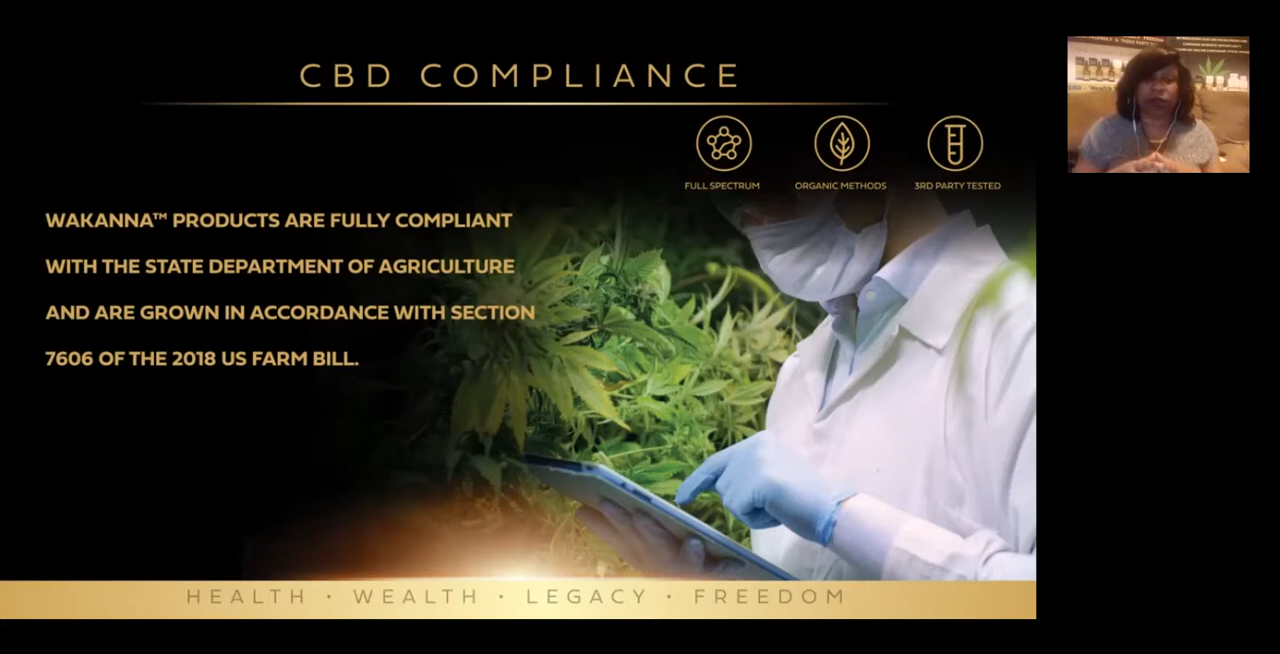 CBD COMPLIANCE
FULL SPECTRUM
ORGANIC METHODS
3RD PARTY TESTED
WAKANNA™ PRODUCTS ARE FULLY COMPLIANT
WITH THE STATE DEPARTMENT OF AGRICULTURE
AND ARE GROWN IN ACCORDANCE WITH SECTION
7606 OF THE 2018 US FARM BILL.
HEALTH • WEALTH • LEGACY • FREEDOM